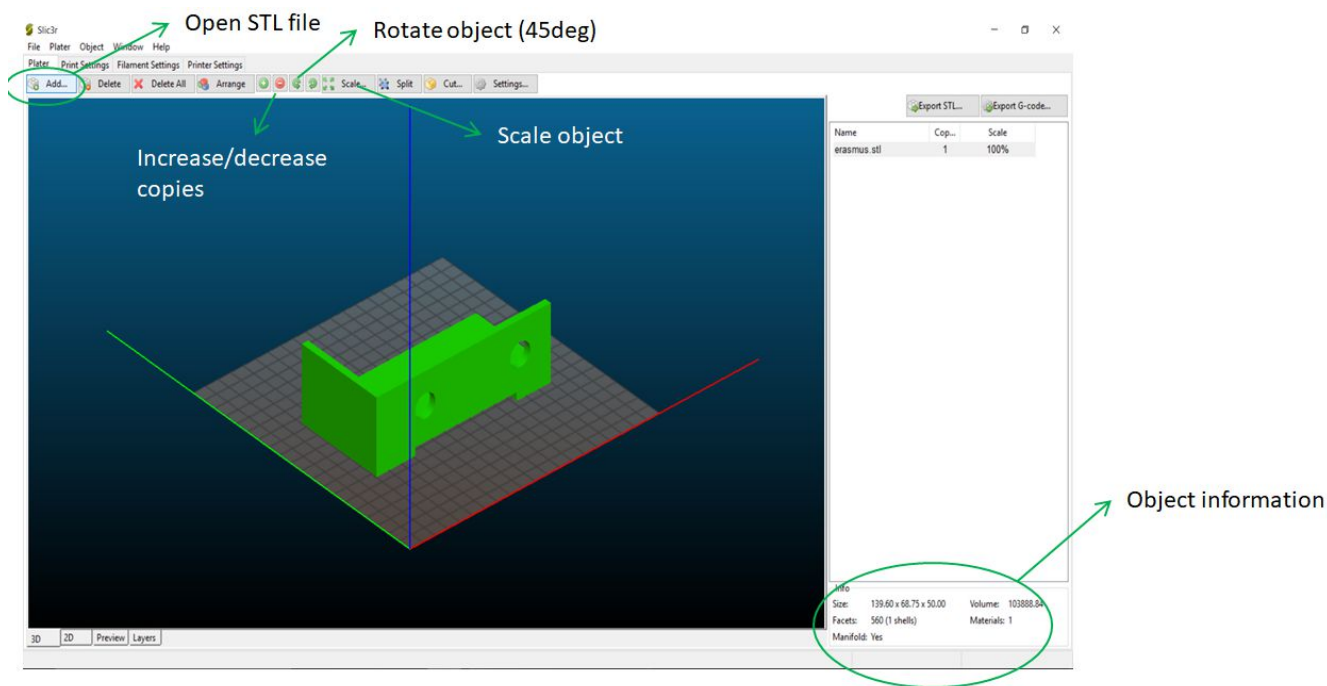 Open STL file
Rotate object (45deg)
Slic3r
File Plater Object Window Help
Plater Print Settings Filament Settings Printer Settings
Add... Delete Delete All Arrange Scale... Split Cut... Settings...
Export STL... Export G-code...
Name Cop... Scale
erasmus.stl 1 100%
Scale object
Increase/decrease
copies
Object information
Info
Size: 139.60 x 68.75 x 50.00 Volume: 103888.84
Facets: 560 (1 shells) Materials: 1
Manifold: Yes
3D 2D Preview Layers